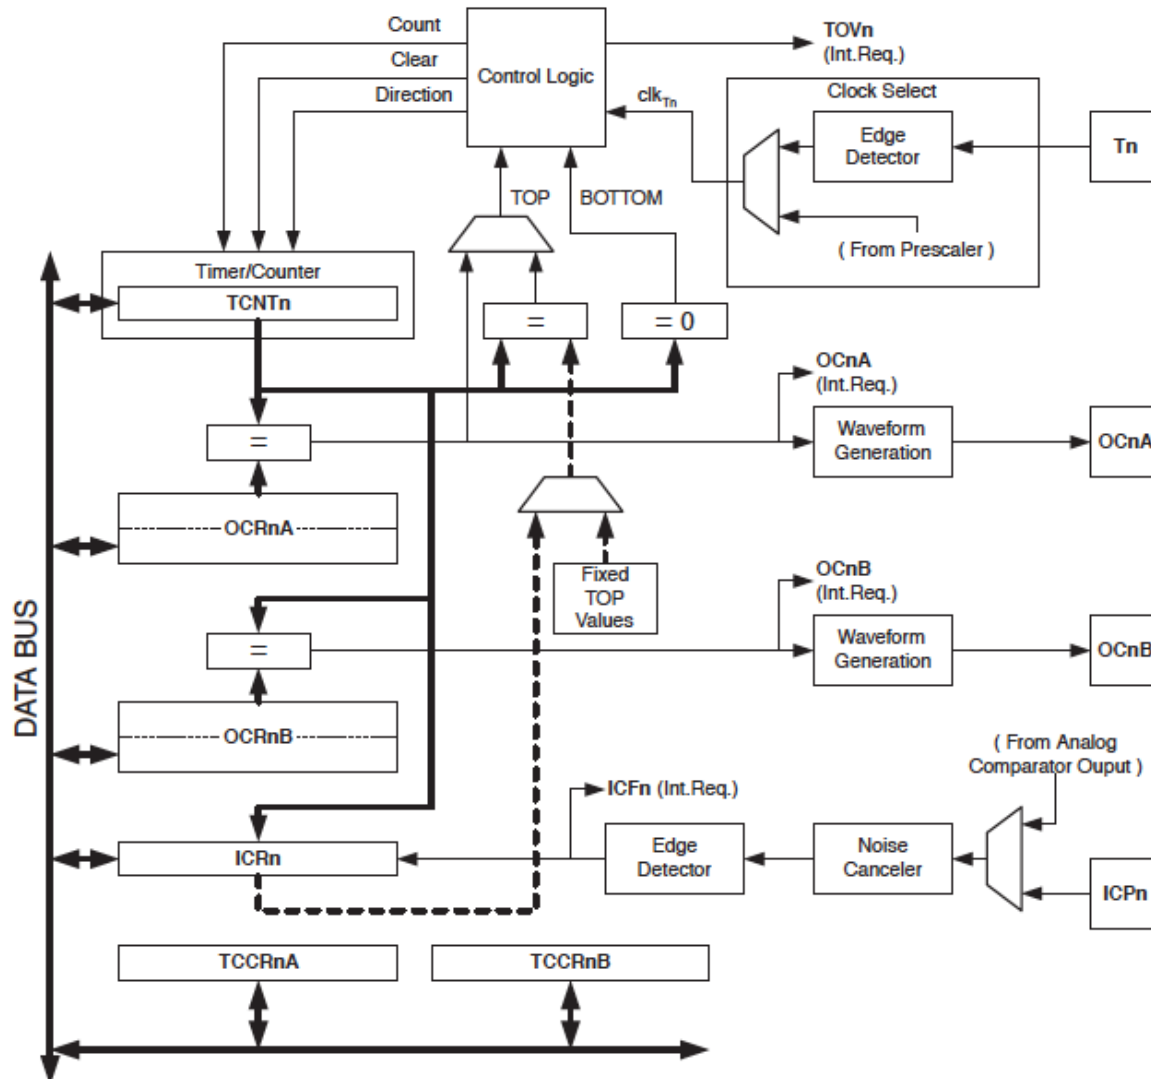 Count
Clear
Direction
Control Logic
TOVn
(Int.Req.)
clkTn
Clock Select
Edge
Detector
Tn
( From Prescaler )
TOP
BOTTOM
Timer/Counter
TCNTn
=
= 0
=
OCRnA
OCnA
(Int.Req.)
Waveform
Generation
OCnA
Fixed
TOP
Values
=
OCRnB
OCnB
(Int.Req.)
Waveform
Generation
OCnB
DATA BUS
( From Analog
Comparator Ouput )
ICFn (Int.Req.)
ICRn
Edge
Detector
Noise
Canceler
ICPn
TCCRnA
TCCRnB